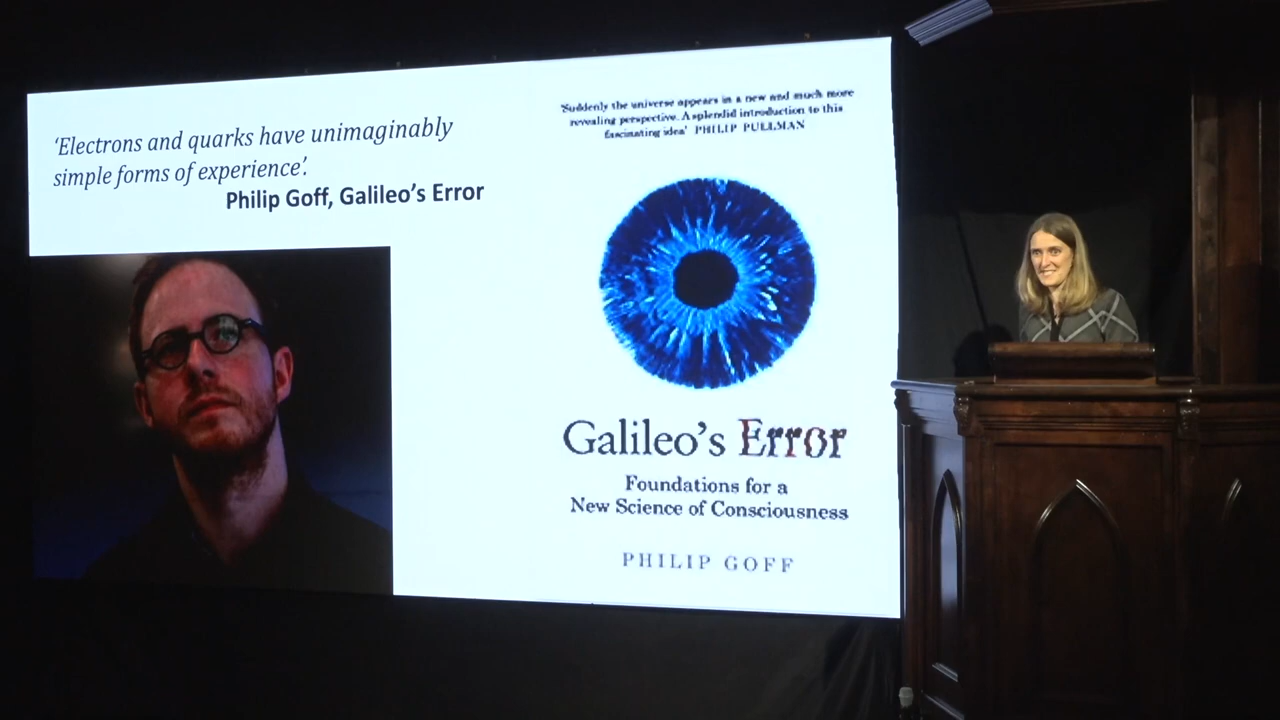 ‘Electrons and quarks have unimaginably
simple forms of experience’.
Philip Goff, Galileo’s Error
‘Suddenly the universe appears in a new and much more
revealing perspective. A splendid introduction to this
fascinating idea’ PHILIP PULLMAN
Galileo’s Error
Foundations for a
New Science of Consciousness
PHILIP GOFF